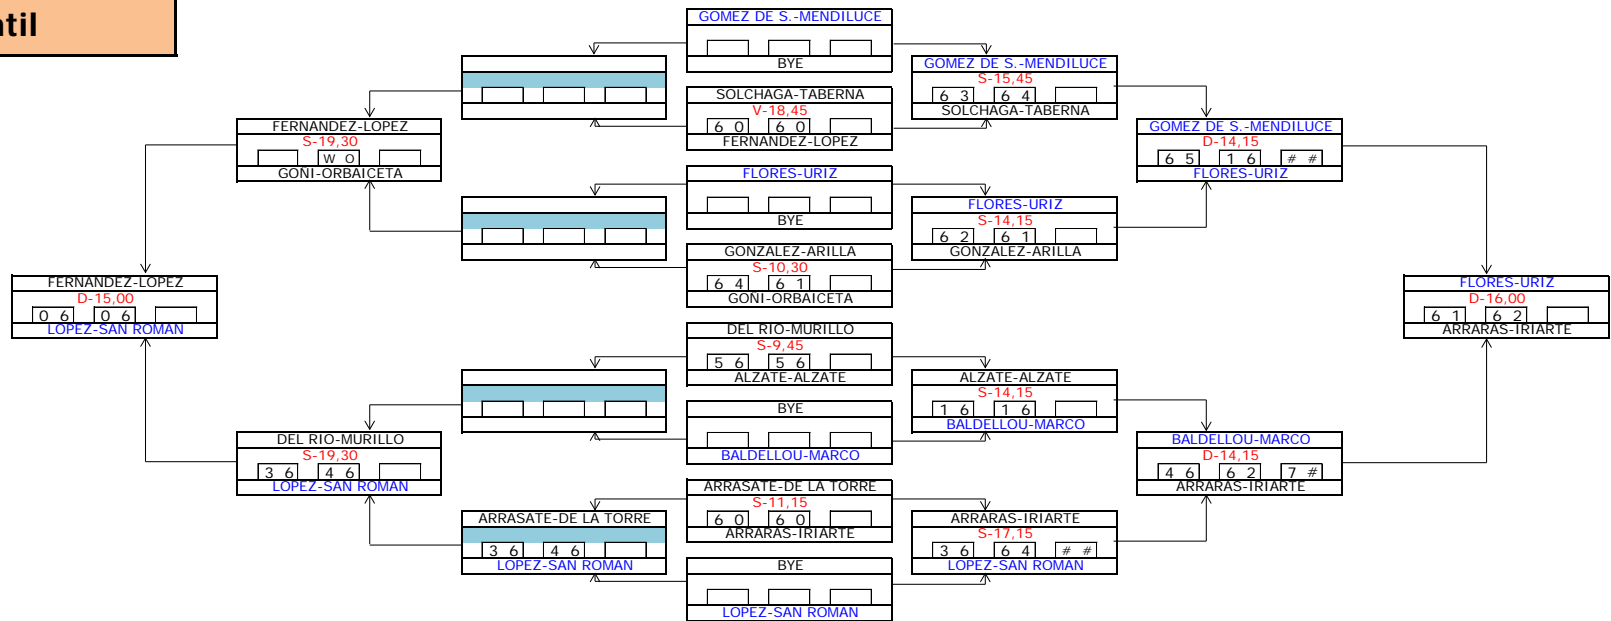 til
GOMEZ DE S.-MENDILUCE
BYE
SOLCHAGA-TABERNA
V-18,45
6 0 6 0
FERNANDEZ-LOPEZ
FLORES-URIZ
BYE
GONZALEZ-ARILLA
S-10,30
6 4 6 1
GOÑI-ORBAICETA
DEL RIO-MURILLO
S-9,45
5 6 5 6
ALZATE-ALZATE
BYE
BALDELLOU-MARCO
ARRASATE-DE LA TORRE
S-11,15
6 0 6 0
ARRARAS-IRIARTE
BYE
LOPEZ-SAN ROMAN
ARRASATE-DE LA TORRE
3 6 4 6
LOPEZ-SAN ROMAN
FERNANDEZ-LOPEZ
S-19,30
W O
GOÑI-ORBAICETA
DEL RIO-MURILLO
S-19,30
3 6 4 6
LOPEZ-SAN ROMAN
FERNANDEZ-LOPEZ
D-15,00
0 6 0 6
LOPEZ-SAN ROMAN
GOMEZ DE S.-MENDILUCE
S-15,45
6 3 6 4
SOLCHAGA-TABERNA
FLORES-URIZ
S-14,15
6 2 6 1
GONZALEZ-ARILLA
ALZATE-ALZATE
S-14,15
1 6 1 6
BALDELLOU-MARCO
ARRARAS-IRIARTE
S-17,15
3 6 6 4 # #
LOPEZ-SAN ROMAN
GOMEZ DE S.-MENDILUCE
D-14,15
6 5 1 6 # #
FLORES-URIZ
BALDELLOU-MARCO
D-14,15
4 6 6 2 7 #
ARRARAS-IRIARTE
FLORES-URIZ
D-16,00
6 1 6 2
ARRARAS-IRIARTE